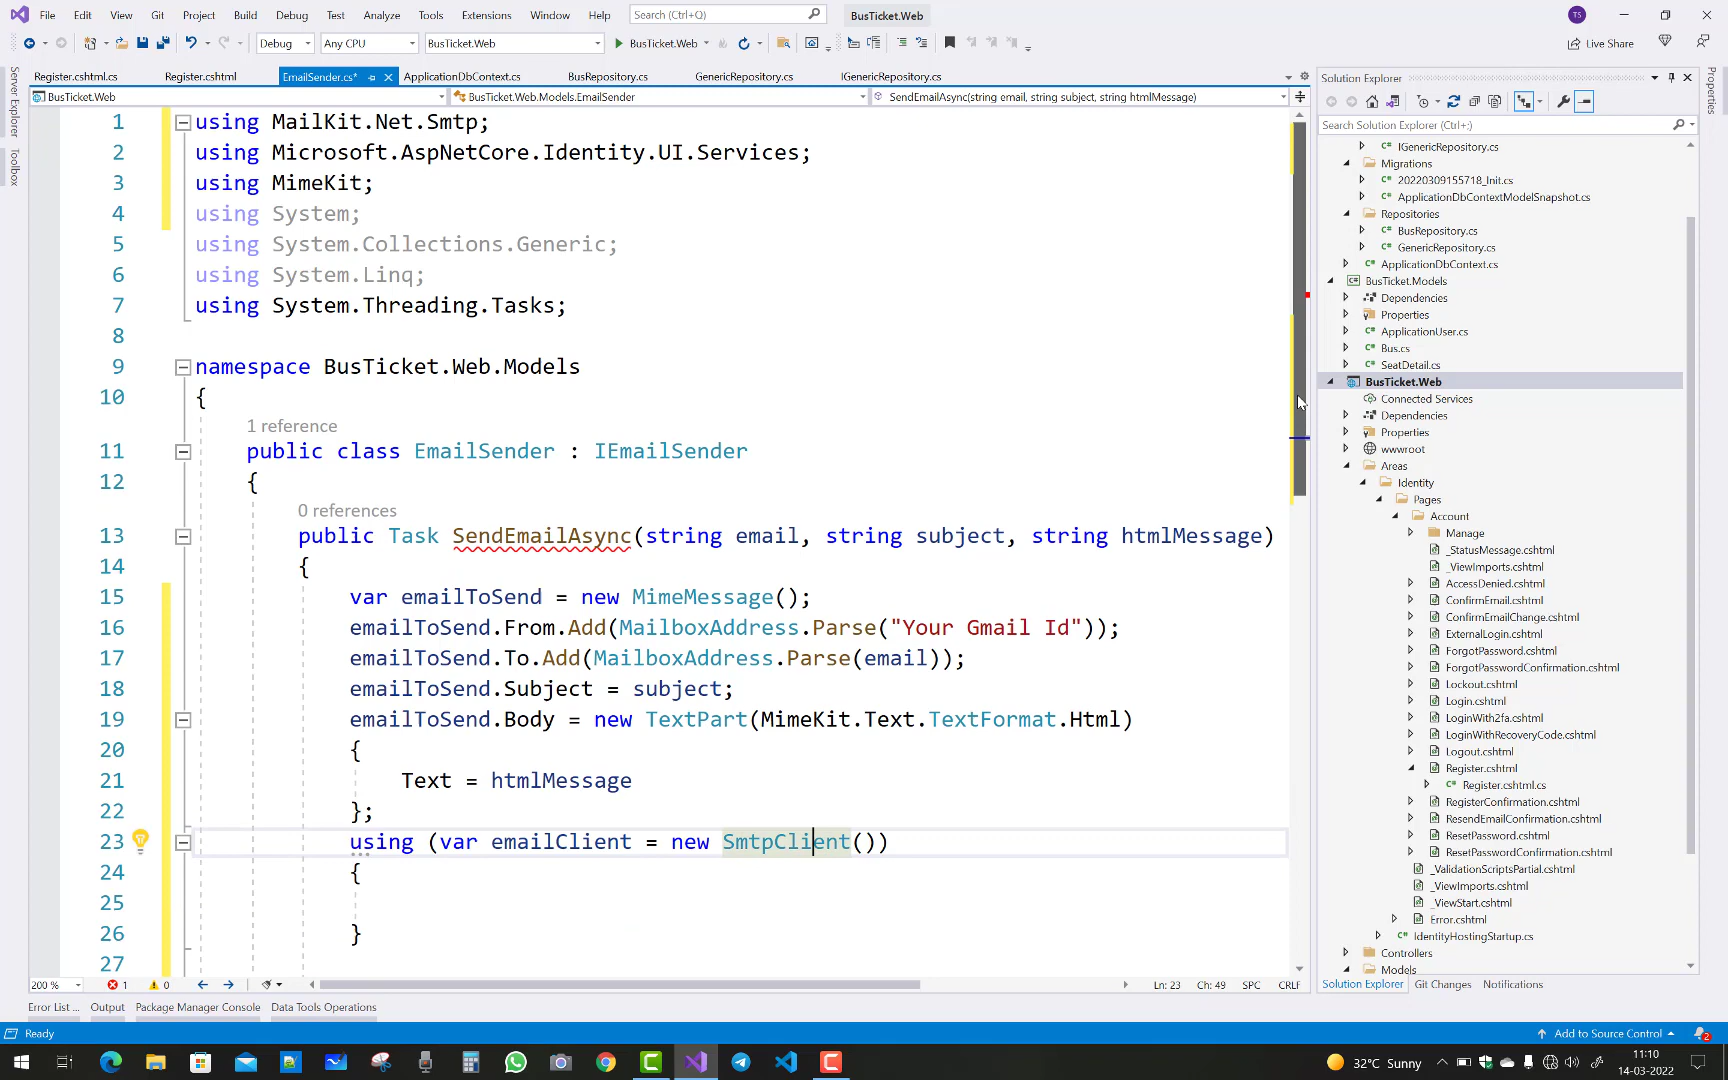 File Edit View Git Project Build Debug Test Analyze Tools Extensions Window Help Search (Ctrl+Q) BusTicket.Web TS
Debug Any CPU BusTicket.Web BusTicket.Web Live Share
Register.cshtml.cs Register.cshtml EmailSender.cs* ApplicationDbContext.cs BusRepository.cs GenericRepository.cs IGenericRepository.cs
BusTicket.Web BusTicket.Web.Models.EmailSender SendEmailAsync(string email, string subject, string htmlMessage)
Server Explorer
Toolbox
1 using MailKit.Net.Smtp;
2 using Microsoft.AspNetCore.Identity.UI.Services;
3 using MimeKit;
4 using System;
5 using System.Collections.Generic;
6 using System.Linq;
7 using System.Threading.Tasks;
8
9 namespace BusTicket.Web.Models
10 {
1 reference
11 public class EmailSender : IEmailSender
12 {
0 references
13 public Task SendEmailAsync(string email, string subject, string htmlMessage)
14 {
15 var emailToSend = new MimeMessage();
16 emailToSend.From.Add(MailboxAddress.Parse("Your Gmail Id"));
17 emailToSend.To.Add(MailboxAddress.Parse(email));
18 emailToSend.Subject = subject;
19 emailToSend.Body = new TextPart(MimeKit.Text.TextFormat.Html)
20 {
21 Text = htmlMessage
22 };
23 using (var emailClient = new SmtpClient())
24 {
25
26 }
27
200 % 1 0 Ln: 23 Ch: 49 SPC CRLF
Solution Explorer
Search Solution Explorer (Ctrl+;)
IGenericRepository.cs
Migrations
20220309155718_Init.cs
ApplicationDbContextModelSnapshot.cs
Repositories
BusRepository.cs
GenericRepository.cs
ApplicationDbContext.cs
BusTicket.Models
Dependencies
Properties
ApplicationUser.cs
Bus.cs
SeatDetail.cs
BusTicket.Web
Connected Services
Dependencies
Properties
wwwroot
Areas
Identity
Pages
Account
Manage
_StatusMessage.cshtml
_ViewImports.cshtml
AccessDenied.cshtml
ConfirmEmail.cshtml
ConfirmEmailChange.cshtml
ExternalLogin.cshtml
ForgotPassword.cshtml
ForgotPasswordConfirmation.cshtml
Lockout.cshtml
Login.cshtml
LoginWith2fa.cshtml
LoginWithRecoveryCode.cshtml
Logout.cshtml
Register.cshtml
Register.cshtml.cs
RegisterConfirmation.cshtml
ResendEmailConfirmation.cshtml
ResetPassword.cshtml
ResetPasswordConfirmation.cshtml
_ValidationScriptsPartial.cshtml
_ViewImports.cshtml
_ViewStart.cshtml
Error.cshtml
IdentityHostingStartup.cs
Controllers
Models
Solution Explorer Git Changes Notifications
Properties
Error List ... Output Package Manager Console Data Tools Operations
Ready Add to Source Control 2
32°C Sunny 11:10
14-03-2022